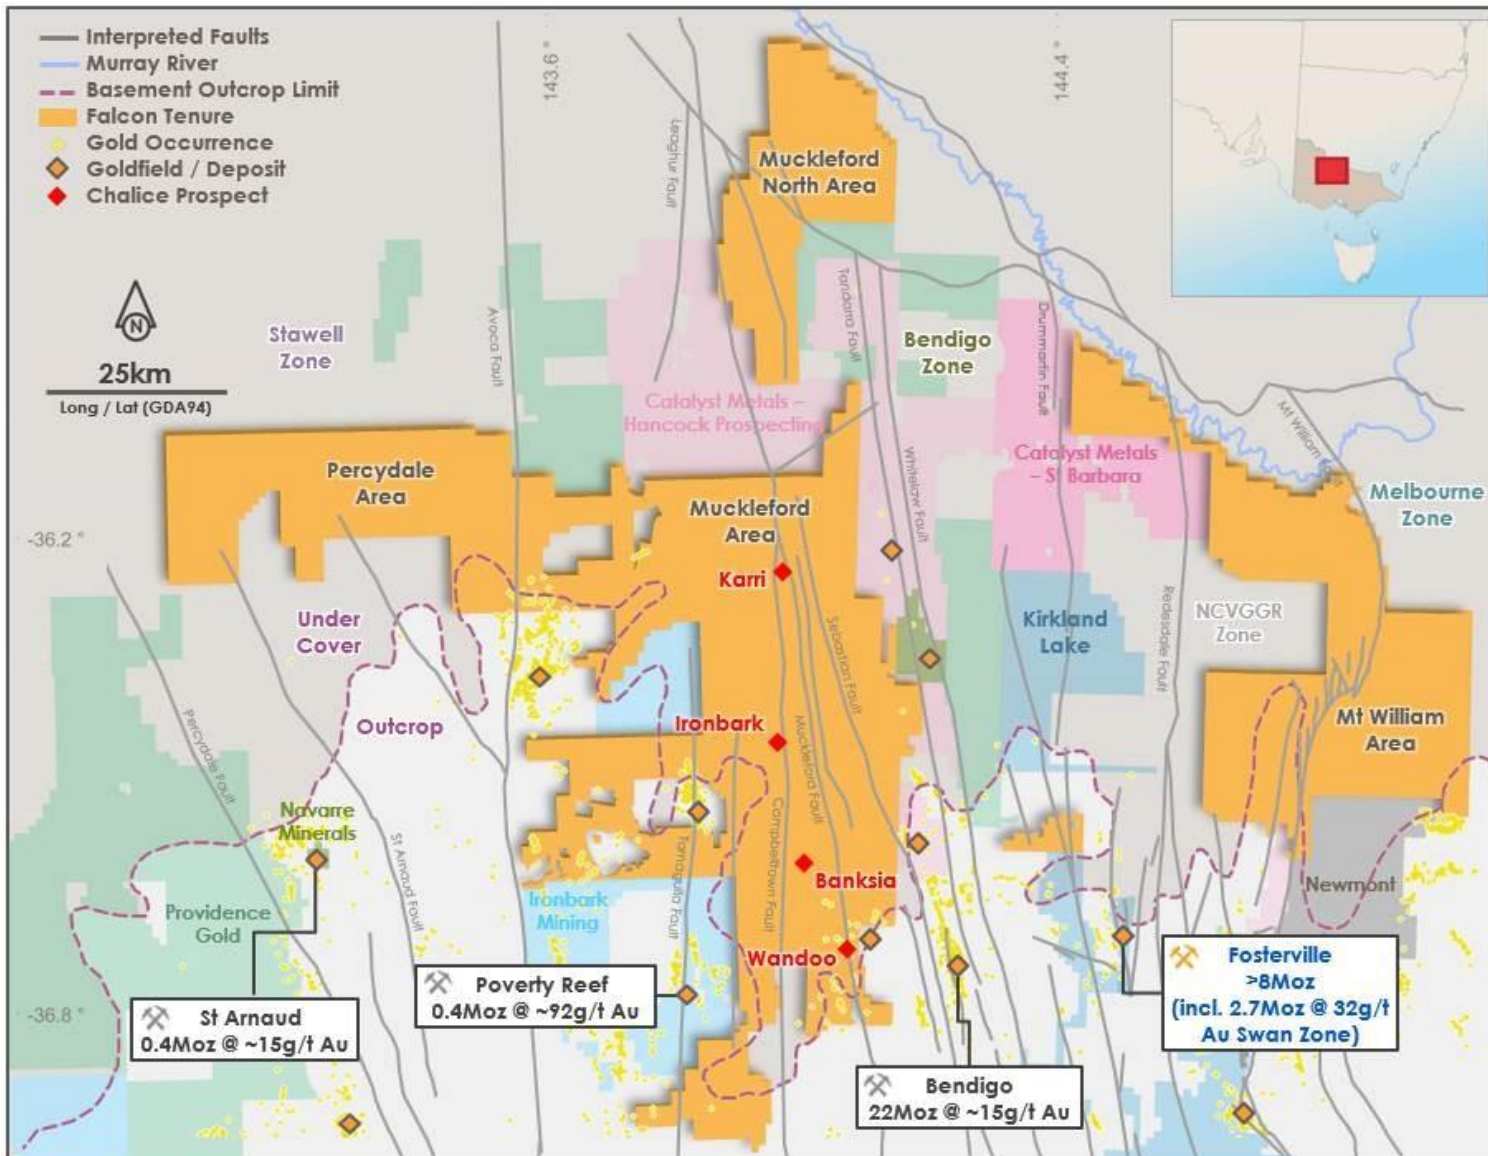 Interpreted Faults
Murray River
Basement Outcrop Limit
Falcon Tenure
Gold Occurrence
Goldfield / Deposit
Chalice Prospect
143.6 °
144.4 °
N
25km
Long / Lat (GDA94)
Stawell
Zone
Muckleford
North Area
Leaghur Fault
Avoca Fault
Tandarra Fault
Bendigo
Zone
Drummartin Fault
Catalyst Metals –
Hancock Prospecting
Mt William Fault
Percydale
Area
Whitelaw Fault
Catalyst Metals
– St Barbara
Melbourne
Zone
Muckleford
Area
-36.2 °
Karri
Under
Cover
Sebastian Fault
Kirkland
Lake
Redesdale Fault
NCVGGR
Zone
Outcrop
Ironbark
Percydale Fault
Muckleford Fault
Mt William
Area
Navarre
Minerals
St Arnaud Fault
Tarnagulla Fault
Campbeltown Fault
Banksia
Newmont
Providence
Gold
Ironbark
Mining
Wandoo
-36.8 °
St Arnaud
0.4Moz @ ~15g/t Au
Poverty Reef
0.4Moz @ ~92g/t Au
Fosterville
>8Moz
(incl. 2.7Moz @ 32g/t
Au Swan Zone)
Bendigo
22Moz @ ~15g/t Au